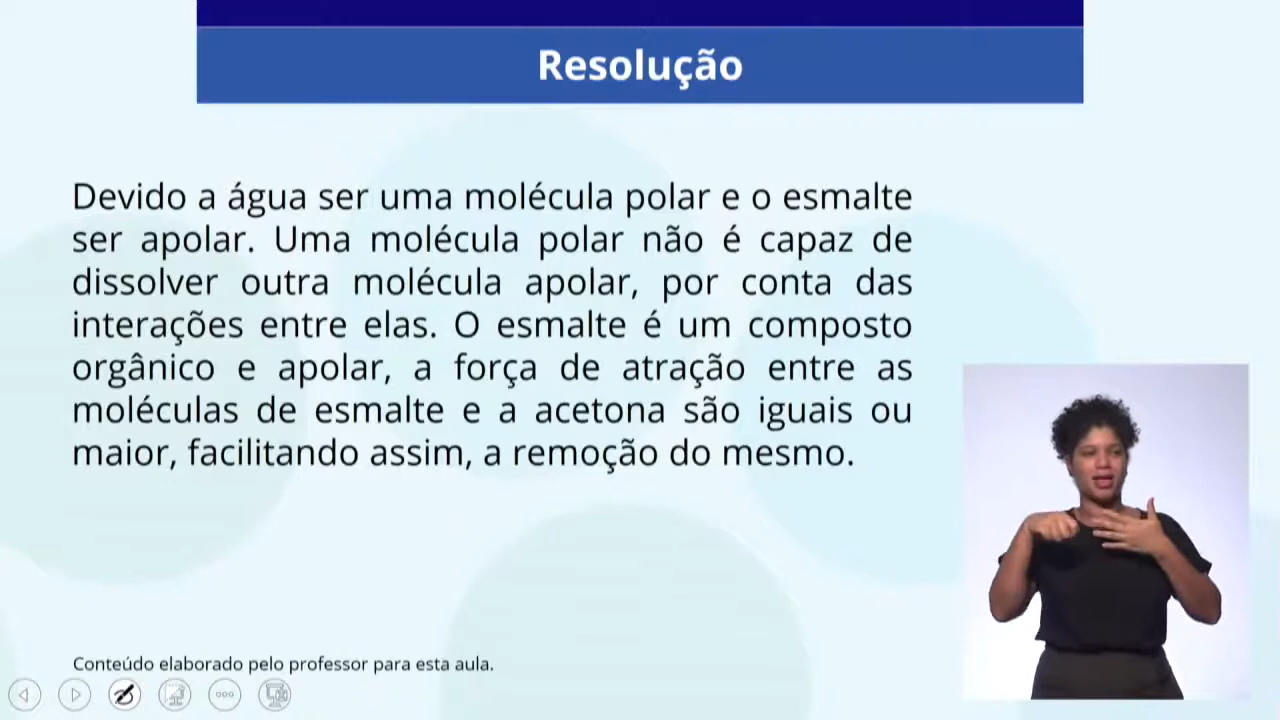 Resolução
Devido a água ser uma molécula polar e o esmalte
ser apolar. Uma molécula polar não é capaz de
dissolver outra molécula apolar, por conta das
interações entre elas. O esmalte é um composto
orgânico e apolar, a força de atração entre as
moléculas de esmalte e a acetona são iguais ou
maior, facilitando assim, a remoção do mesmo.
Conteúdo elaborado pelo professor para esta aula.